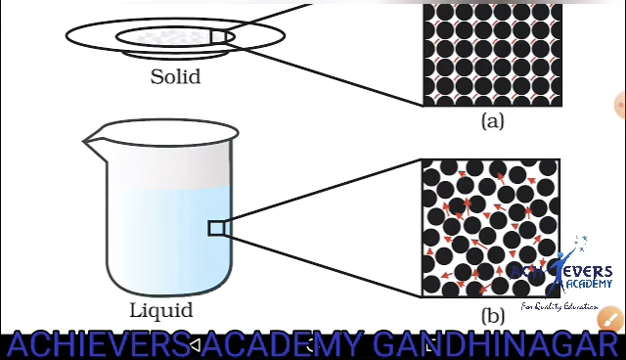 Solid
(a)
ACHIEVERS
ACADEMY
For Quality Education
Liquid
(b)
ACHIEVERS ACADEMY GANDHINAGAR